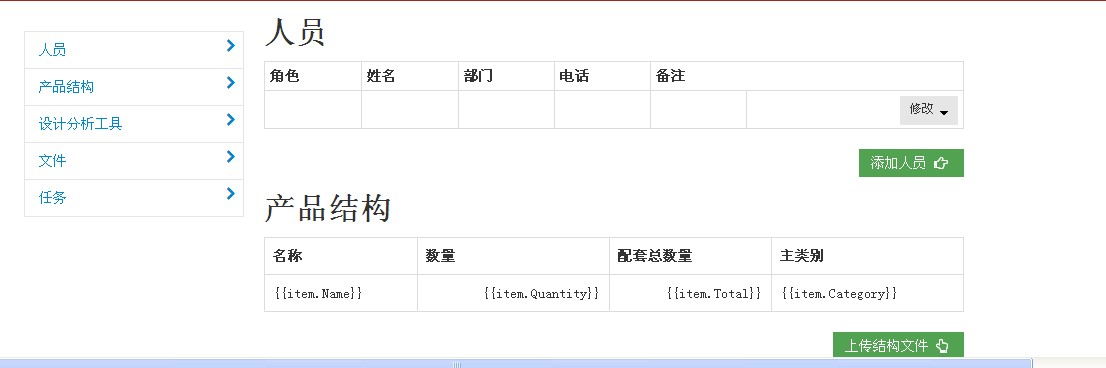 人员
产品结构
设计分析工具
文件
任务
人员
角色 姓名 部门 电话 备注
修改
添加人员
产品结构
名称 数量 配套总数量 主类别
{{item.Name}} {{item.Quantity}} {{item.Total}} {{item.Category}}
上传结构文件